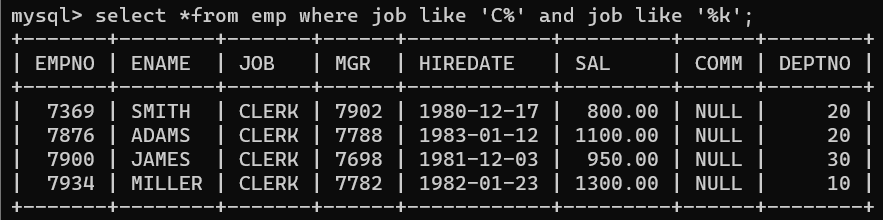 mysql> select *from emp where job like 'C%' and job like '%k';
+-------+--------+-------+------+------------+---------+------+--------+
| EMPNO | ENAME  | JOB   | MGR  | HIREDATE   | SAL     | COMM | DEPTNO |
+-------+--------+-------+------+------------+---------+------+--------+
|  7369 | SMITH  | CLERK | 7902 | 1980-12-17 |  800.00 | NULL |     20 |
|  7876 | ADAMS  | CLERK | 7788 | 1983-01-12 | 1100.00 | NULL |     20 |
|  7900 | JAMES  | CLERK | 7698 | 1981-12-03 |  950.00 | NULL |     30 |
|  7934 | MILLER | CLERK | 7782 | 1982-01-23 | 1300.00 | NULL |     10 |
+-------+--------+-------+------+------------+---------+------+--------+